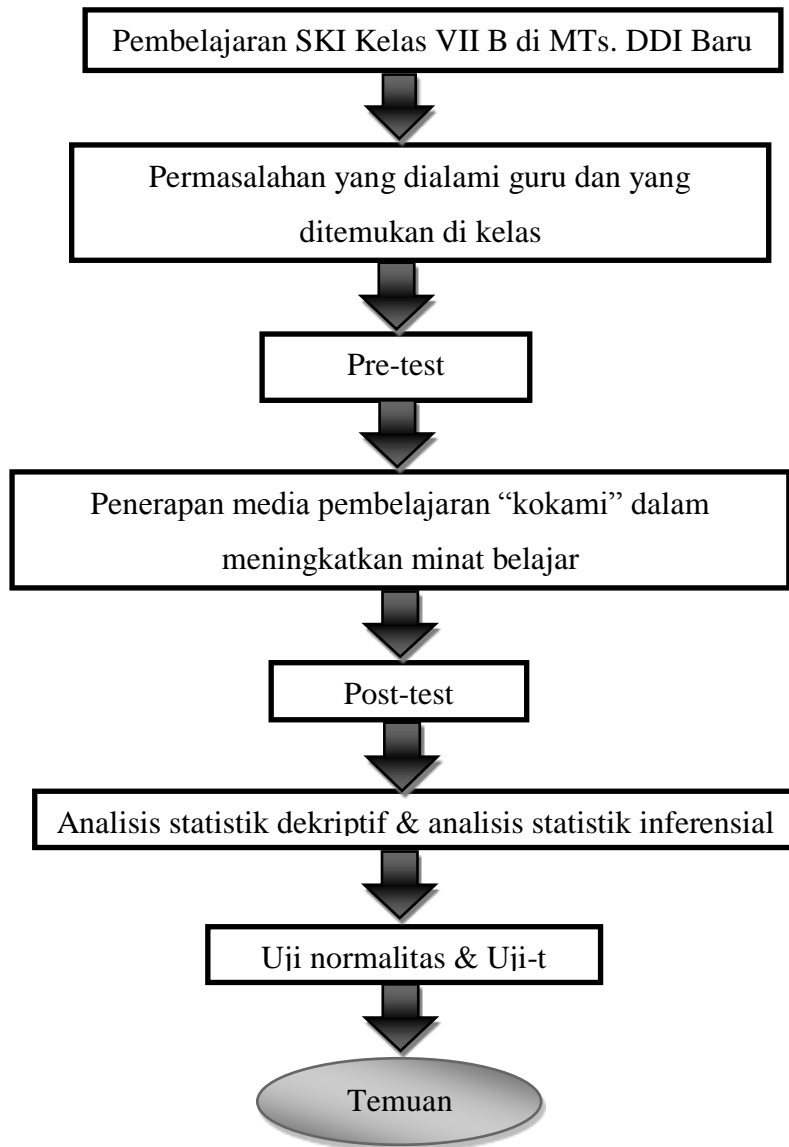 Pembelajaran SKI Kelas VII B di MTs. DDI Baru
Permasalahan yang dialami guru dan yang
ditemukan di kelas
Pre-test
Penerapan media pembelajaran “kokami” dalam
meningkatkan minat belajar
Post-test
Analisis statistik dekriptif & analisis statistik inferensial
Uji normalitas & Uji-t
Temuan